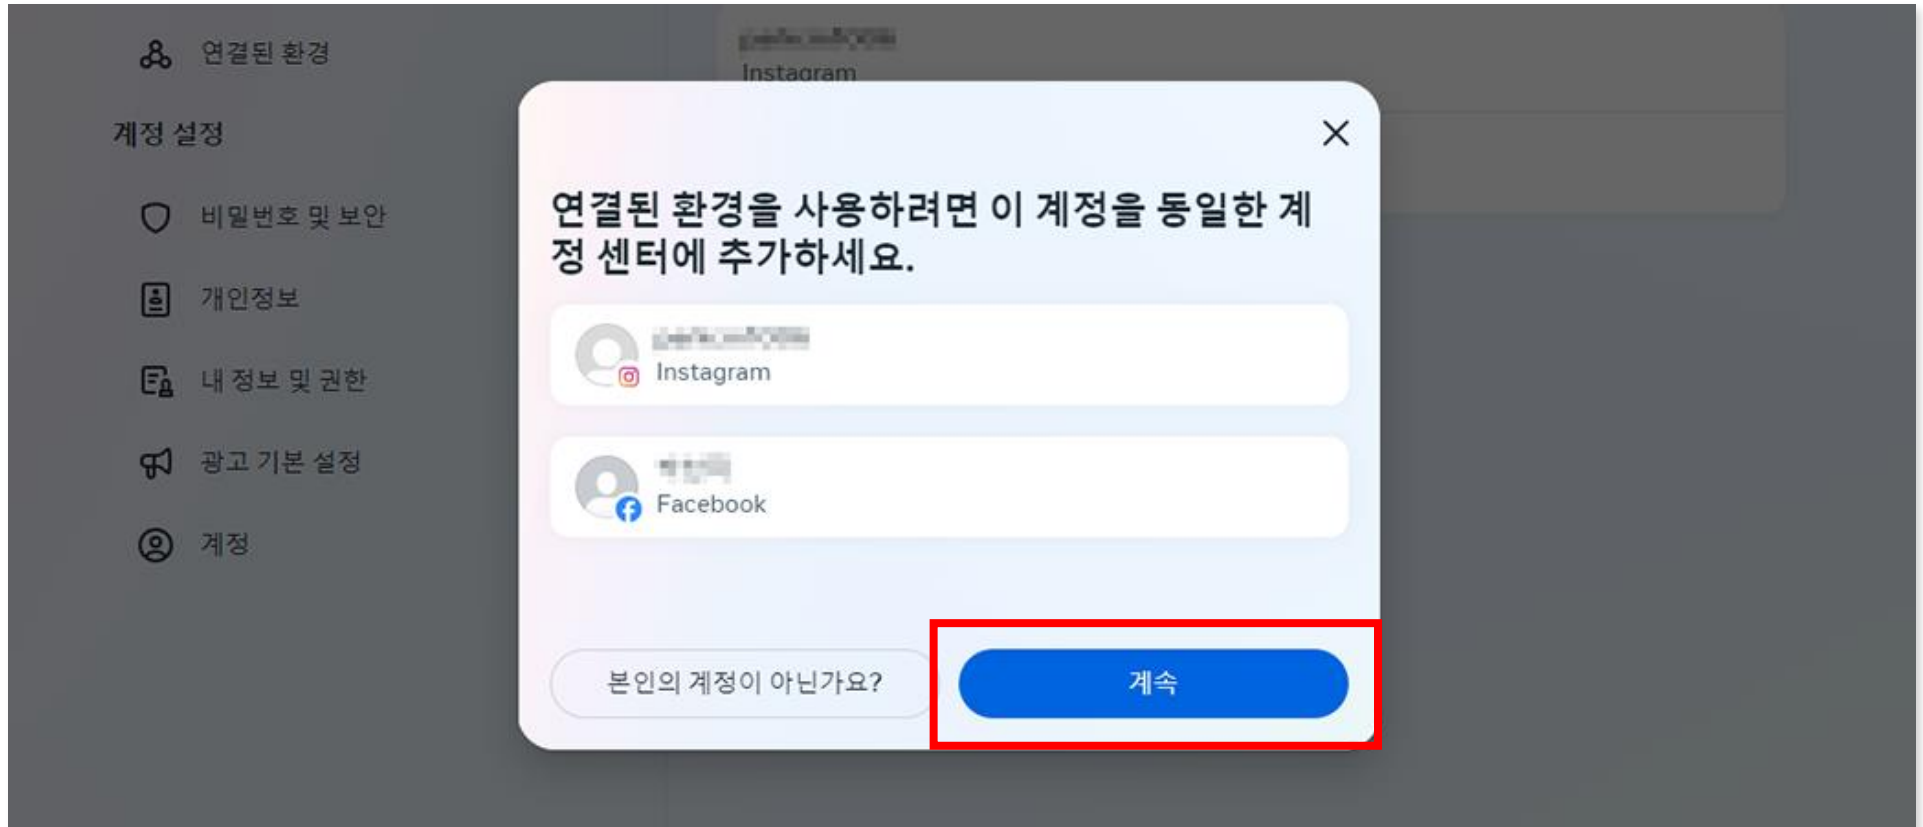 연결된 환경
계정 설정
비밀번호 및 보안
개인정보
내 정보 및 권한
광고 기본 설정
계정
Instagram
연결된 환경을 사용하려면 이 계정을 동일한 계
정 센터에 추가하세요.
Instagram
Facebook
본인의 계정이 아닌가요?
계속